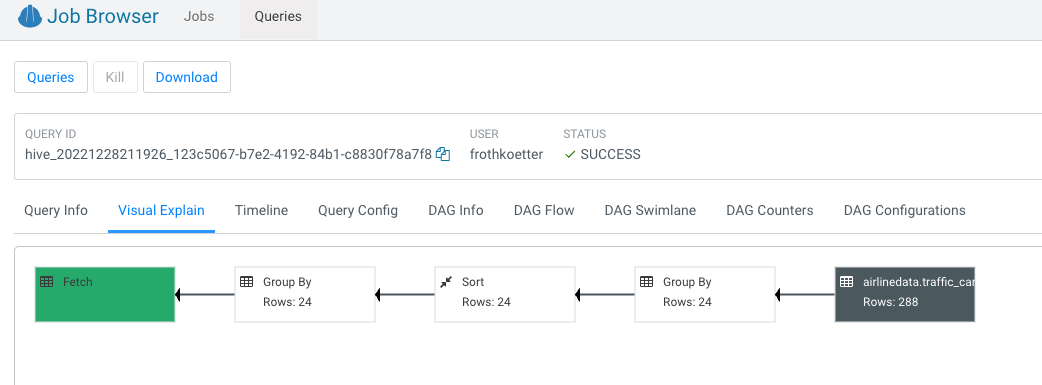 Job Browser Jobs Queries
Queries Kill Download
QUERY ID USER STATUS
hive_20221228211926_123c5067-b7e2-4192-84b1-c8830f78a7f8 frothkoetter SUCCESS
Query Info Visual Explain Timeline Query Config DAG Info DAG Flow DAG Swimlane DAG Counters DAG Configurations
Fetch Group By Sort Group By airlinedata.traffic_car
Rows: 24 Rows: 24 Rows: 24 Rows: 288